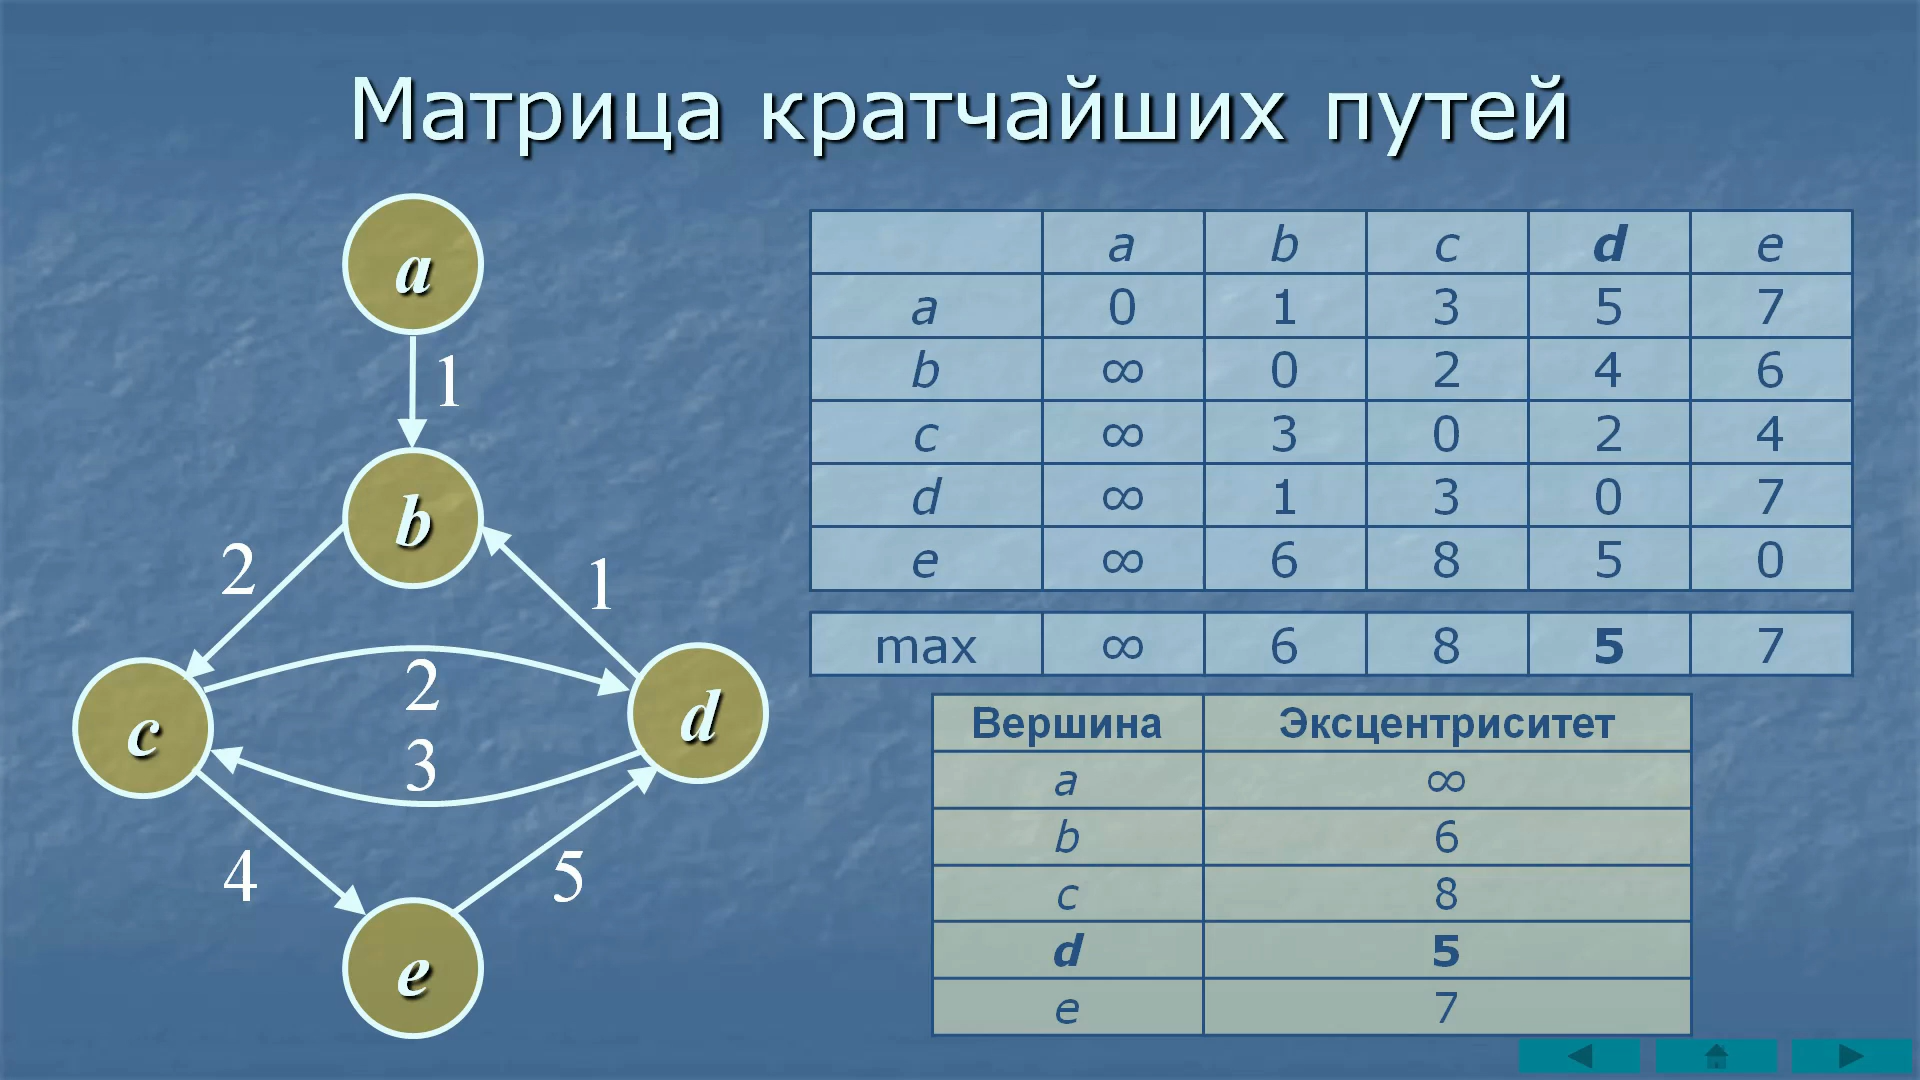 Матрица кратчайших путей
a
1
b
2
1
2
c
d
3
4
5
e
a b c d e
a 0 1 3 5 7
b ∞ 0 2 4 6
c ∞ 3 0 2 4
d ∞ 1 3 0 7
e ∞ 6 8 5 0
max ∞ 6 8 5 7
Вершина Эксцентриситет
a ∞
b 6
c 8
d 5
e 7